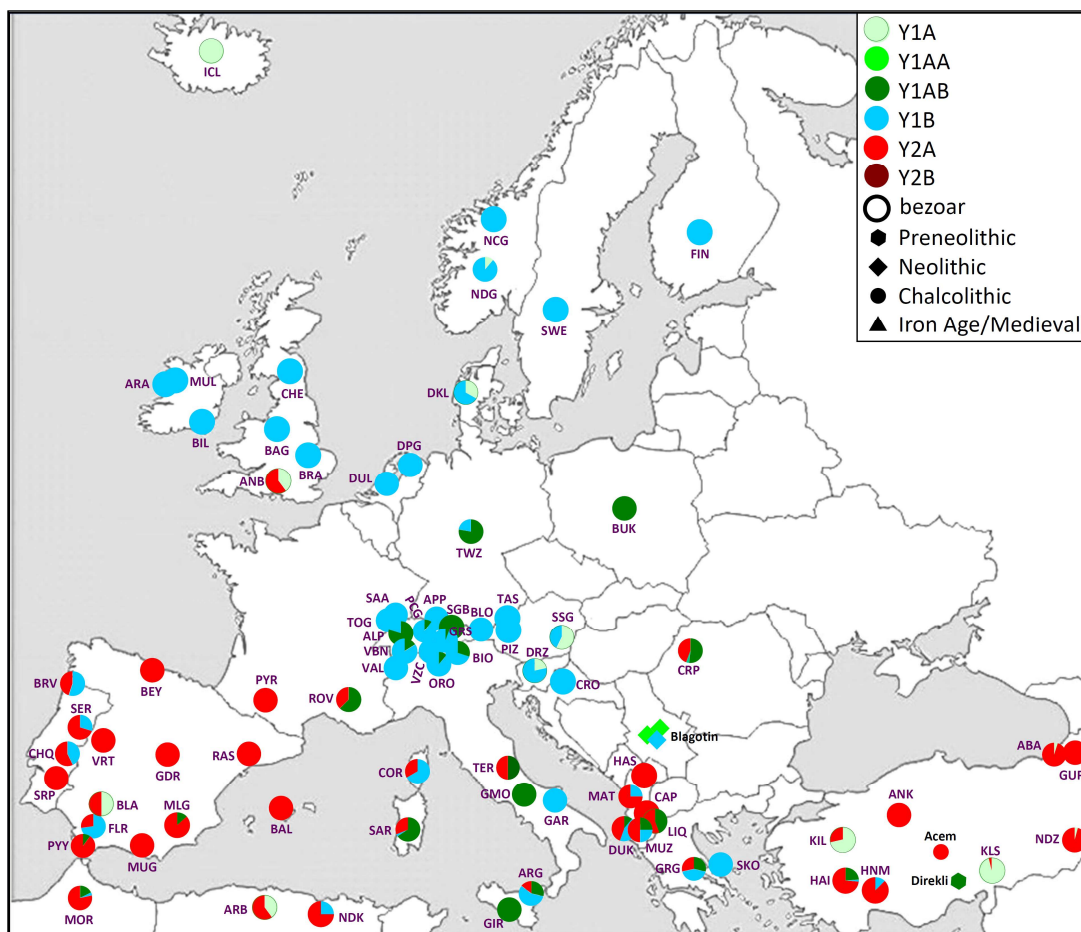 Y1A
Y1AA
Y1AB
Y1B
Y2A
Y2B
bezoar
Preneolithic
Neolithic
Chalcolithic
Iron Age/Medieval
ICL
NCG
FIN
NDG
SWE
ARA
MUL
CHE
DKL
BIL
BAG
BRA
DPG
ANB
DUL
BUK
TWZ
SAA
PCG
APP
SGB
BLO
TAS
TOG
ALP
GRS
SSG
VBN
PIZ
DRZ
VAL
VZC
ORO
BIO
CRO
CRP
BRV
BEY
PYR
ROV
SER
Blagotin
CHQ
VRT
GDR
RAS
COR
TER
HAS
ABA
GUR
SRP
BLA
MLG
BAL
GMO
GAR
MAT
CAP
ANK
FLR
SAR
DUK
LIQ
MUZ
KIL
Acem
NDZ
PYY
MUG
ARG
GRG
SKO
KLS
HAI
HNM
Direkli
MOR
ARB
NDK
GIR